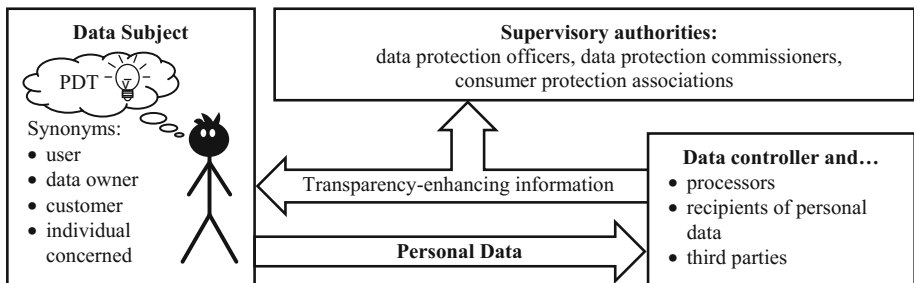 Data Subject
PDT
Synonyms:
• user
• data owner
• customer
• individual
concerned
Supervisory authorities:
data protection officers, data protection commissioners,
consumer protection associations
Transparency-enhancing information
Personal Data
Data controller and…
• processors
• recipients of personal
data
• third parties